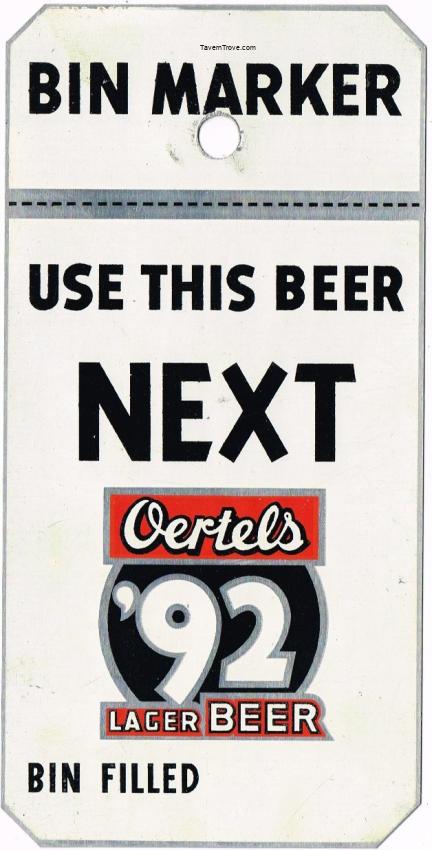 TavernTrove.com
BIN MARKER
USE THIS BEER
NEXT
Oertels
'92
LAGER BEER
BIN FILLED